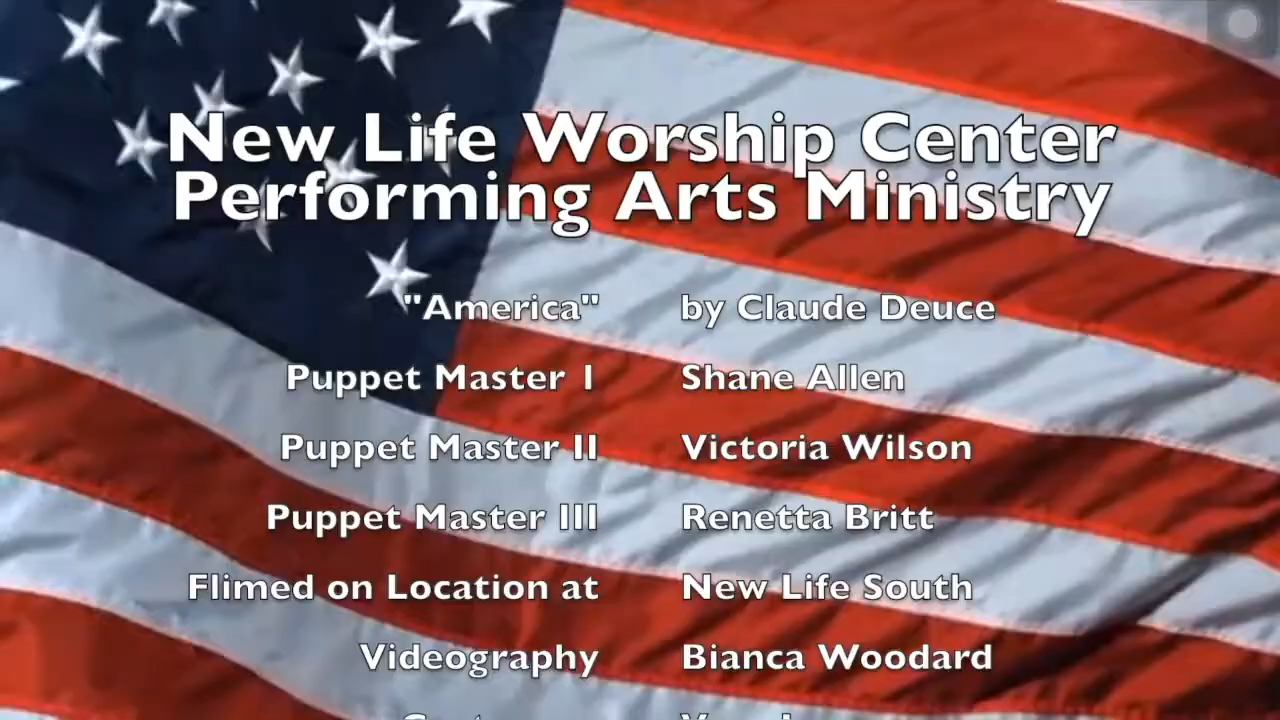 New Life Worship Center
Performing Arts Ministry
"America" by Claude Deuce
Puppet Master I Shane Allen
Puppet Master II Victoria Wilson
Puppet Master III Renetta Britt
Flimed on Location at New Life South
Videography Bianca Woodard